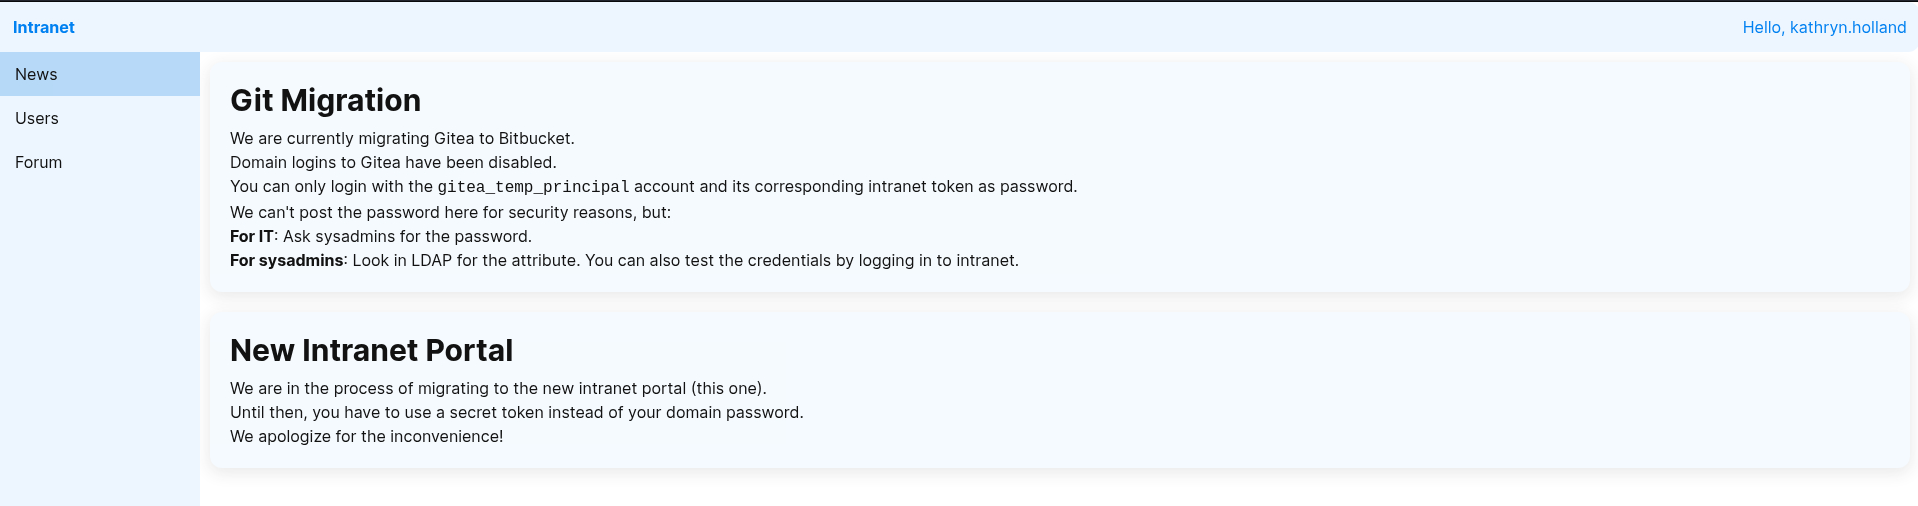 Intranet
Hello, kathryn.holland
News
Users
Forum
Git Migration
We are currently migrating Gitea to Bitbucket.
Domain logins to Gitea have been disabled.
You can only login with the gitea_temp_principal account and its corresponding intranet token as password.
We can't post the password here for security reasons, but:
For IT: Ask sysadmins for the password.
For sysadmins: Look in LDAP for the attribute. You can also test the credentials by logging in to intranet.
New Intranet Portal
We are in the process of migrating to the new intranet portal (this one).
Until then, you have to use a secret token instead of your domain password.
We apologize for the inconvenience!